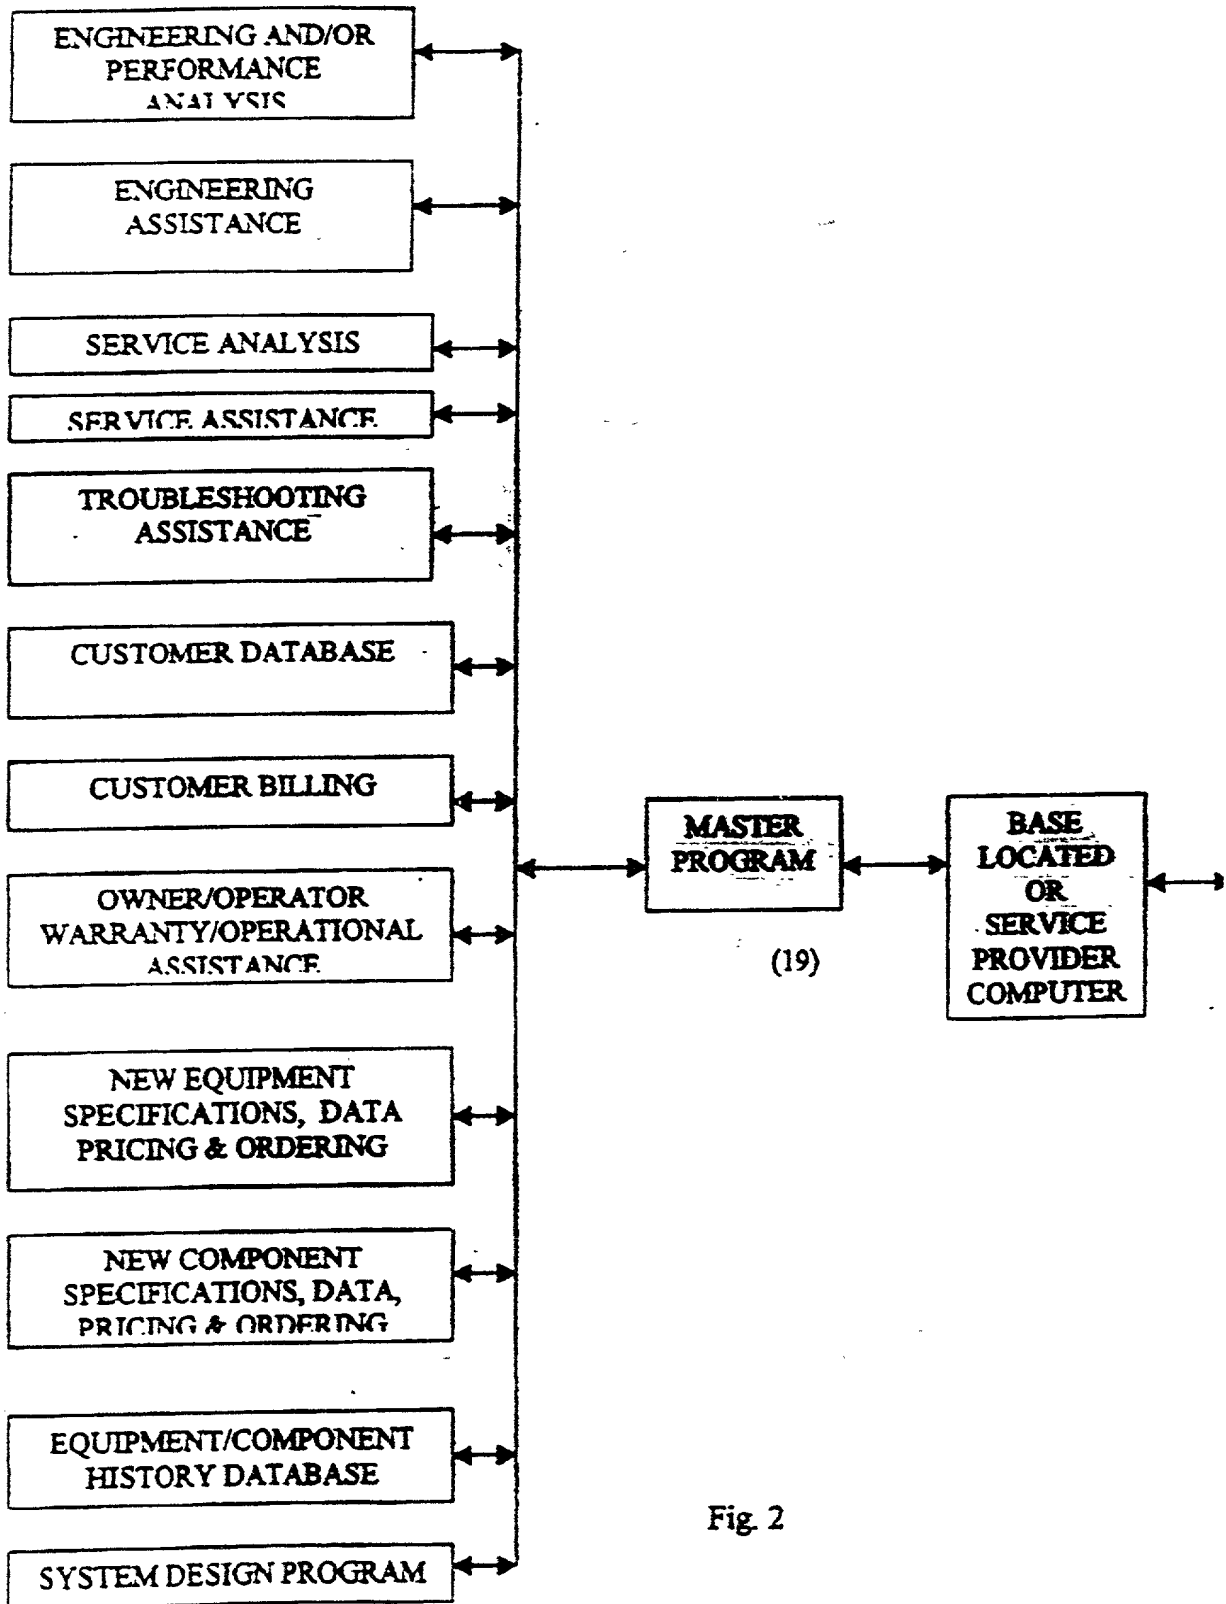 ENGINEERING AND/OR
PERFORMANCE
ANALYSIS
ENGINEERING
ASSISTANCE
SERVICE ANALYSIS
SERVICE ASSISTANCE
TROUBLESHOOTING
ASSISTANCE
CUSTOMER DATABASE
CUSTOMER BILLING
OWNER/OPERATOR
WARRANTY/OPERATIONAL
ASSISTANCE
NEW EQUIPMENT
SPECIFICATIONS, DATA
PRICING & ORDERING
NEW COMPONENT
SPECIFICATIONS, DATA,
PRICING & ORDERING
EQUIPMENT/COMPONENT
HISTORY DATABASE
SYSTEM DESIGN PROGRAM
MASTER
PROGRAM
(19)
BASE
LOCATED
OR
SERVICE
PROVIDER
COMPUTER
Fig. 2